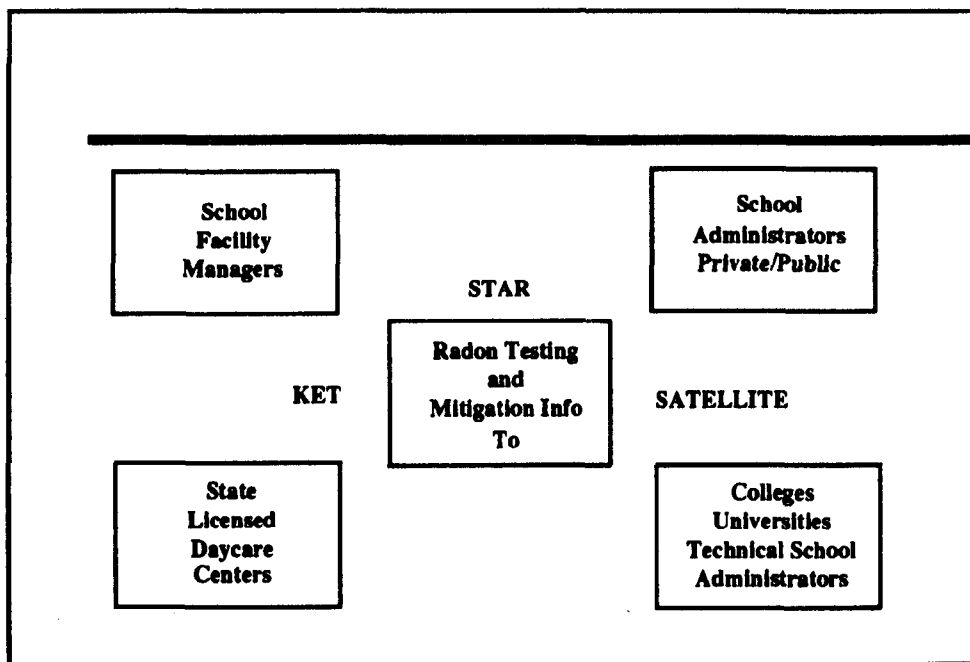 School
Facility
Managers
School
Administrators
Private/Public
STAR
Radon Testing
and
Mitigation Info
To
KET
SATELLITE
State
Licensed
Daycare
Centers
Colleges
Universities
Technical School
Administrators